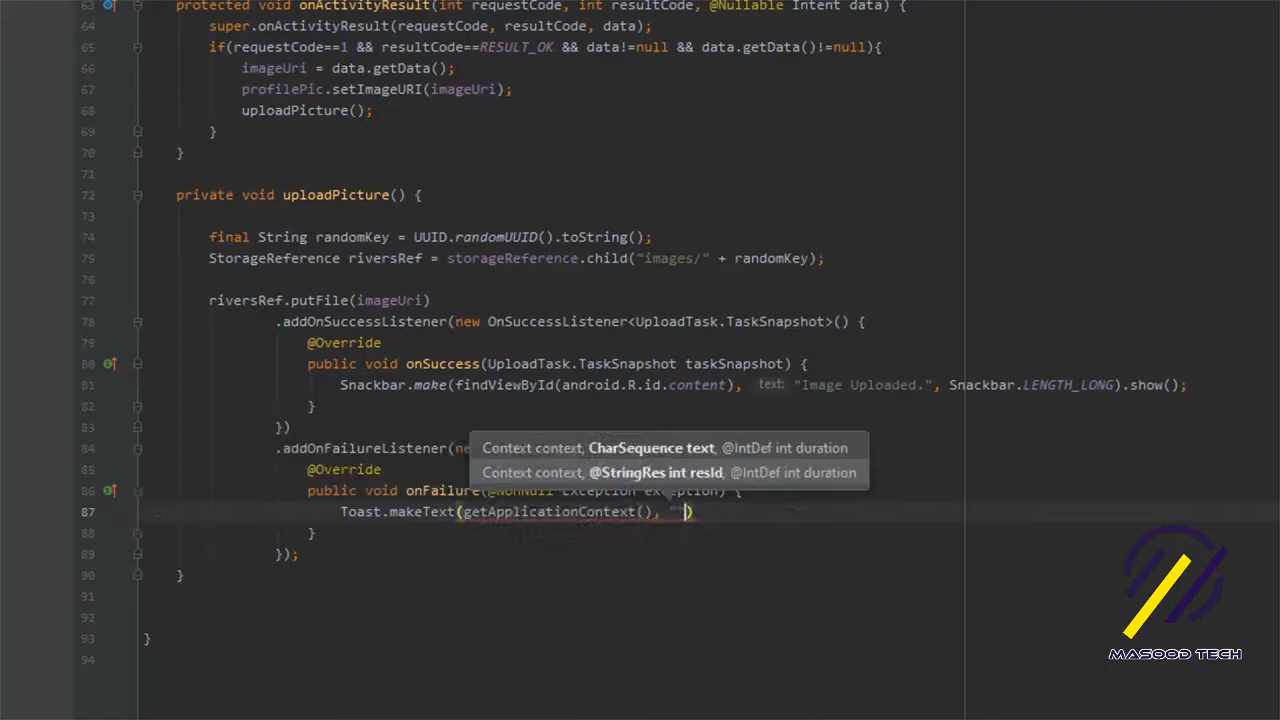 63 protected void onActivityResult(int requestCode, int resultCode, @Nullable Intent data) {
64 super.onActivityResult(requestCode, resultCode, data);
65 if(requestCode==1 && resultCode==RESULT_OK && data!=null && data.getData()!=null){
66 imageUri = data.getData();
67 profilePic.setImageURI(imageUri);
68 uploadPicture();
69 }
70 }
71
72 private void uploadPicture() {
73
74 final String randomKey = UUID.randomUUID().toString();
75 StorageReference riversRef = storageReference.child("images/" + randomKey);
76
77 riversRef.putFile(imageUri)
78 .addOnSuccessListener(new OnSuccessListener<UploadTask.TaskSnapshot>() {
79 @Override
80 public void onSuccess(UploadTask.TaskSnapshot taskSnapshot) {
81 Snackbar.make(findViewById(android.R.id.content), text: "Image Uploaded.", Snackbar.LENGTH_LONG).show();
82 }
83 })
84 .addOnFailureListener(
Context context, CharSequence text, @IntDef int duration
85 @Override
Context context, @StringRes int resId, @IntDef int duration
86 public void onFailure(@NonNull Exception exception) {
87 Toast.makeText(getApplicationContext(), "")
88 }
89 });
90 }
91
92
93 }
94
MASOOD TECH